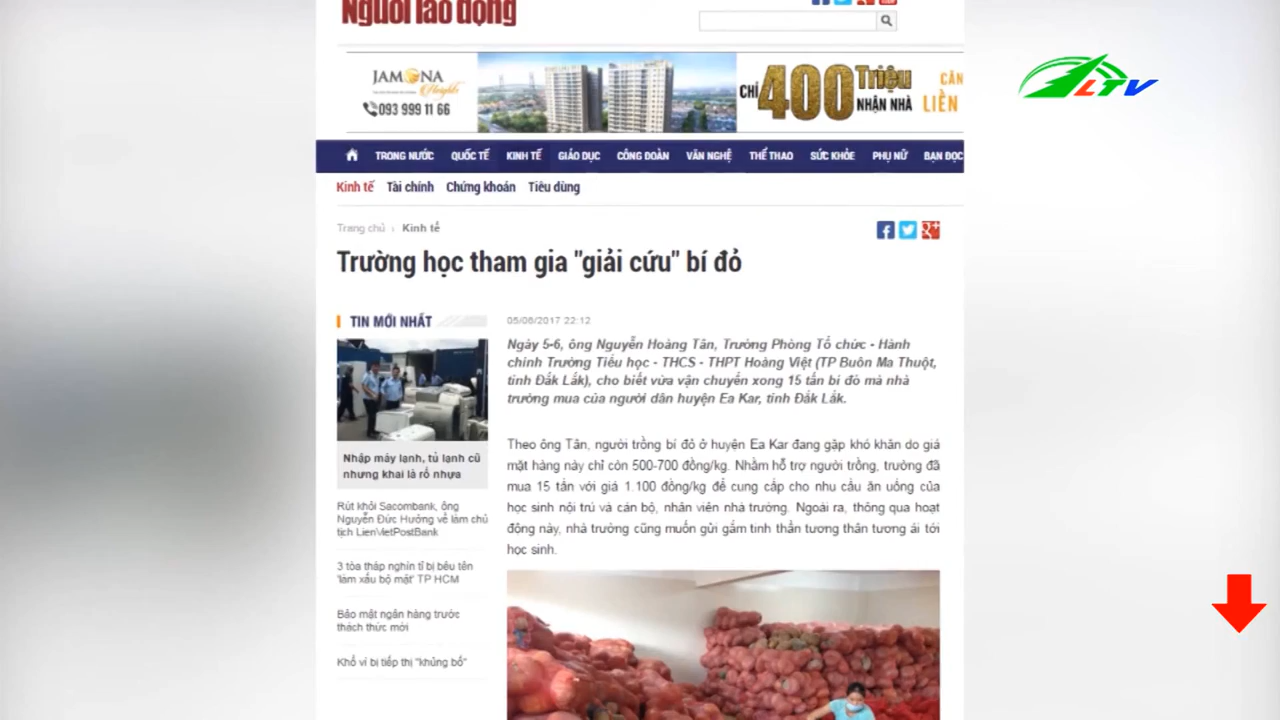 Người lao động
JAMONA
Heights
093 999 11 66
CHỈ 400 Triệu NHẬN NHÀ
CĂN
LIỀN
LTV
TRONG NƯỚC QUỐC TẾ KINH TẾ GIÁO DỤC CÔNG ĐOÀN VĂN NGHỆ THỂ THAO SỨC KHỎE PHỤ NỮ BẠN ĐỌC
Kinh tế Tài chính Chứng khoán Tiêu dùng
Trang chủ › Kinh tế
Trường học tham gia "giải cứu" bí đỏ
TIN MỚI NHẤT
Nhập máy lạnh, tủ lạnh cũ
nhưng khai là rổ nhựa
Rút khỏi Sacombank, ông
Nguyễn Đức Hưởng về làm chủ
tịch LienVietPostBank
3 tòa tháp nghìn tỉ bị bêu tên
'làm xấu bộ mặt' TP HCM
Bảo mật ngân hàng trước
thách thức mới
Khổ vì bị tiếp thị "khủng bố"
05/06/2017 22:12
Ngày 5-6, ông Nguyễn Hoàng Tân, Trưởng Phòng Tổ chức - Hành
chính Trường Tiểu học - THCS - THPT Hoàng Việt (TP Buôn Ma Thuột,
tỉnh Đắk Lắk), cho biết vừa vận chuyển xong 15 tấn bí đỏ mà nhà
trường mua của người dân huyện Ea Kar, tỉnh Đắk Lắk.
Theo ông Tân, người trồng bí đỏ ở huyện Ea Kar đang gặp khó khăn do giá
mặt hàng này chỉ còn 500-700 đồng/kg. Nhằm hỗ trợ người trồng, trường đã
mua 15 tấn với giá 1.100 đồng/kg để cung cấp cho nhu cầu ăn uống của
học sinh nội trú và cán bộ, nhân viên nhà trường. Ngoài ra, thông qua hoạt
động này, nhà trường cũng muốn gửi gắm tinh thần tương thân tương ái tới
học sinh.